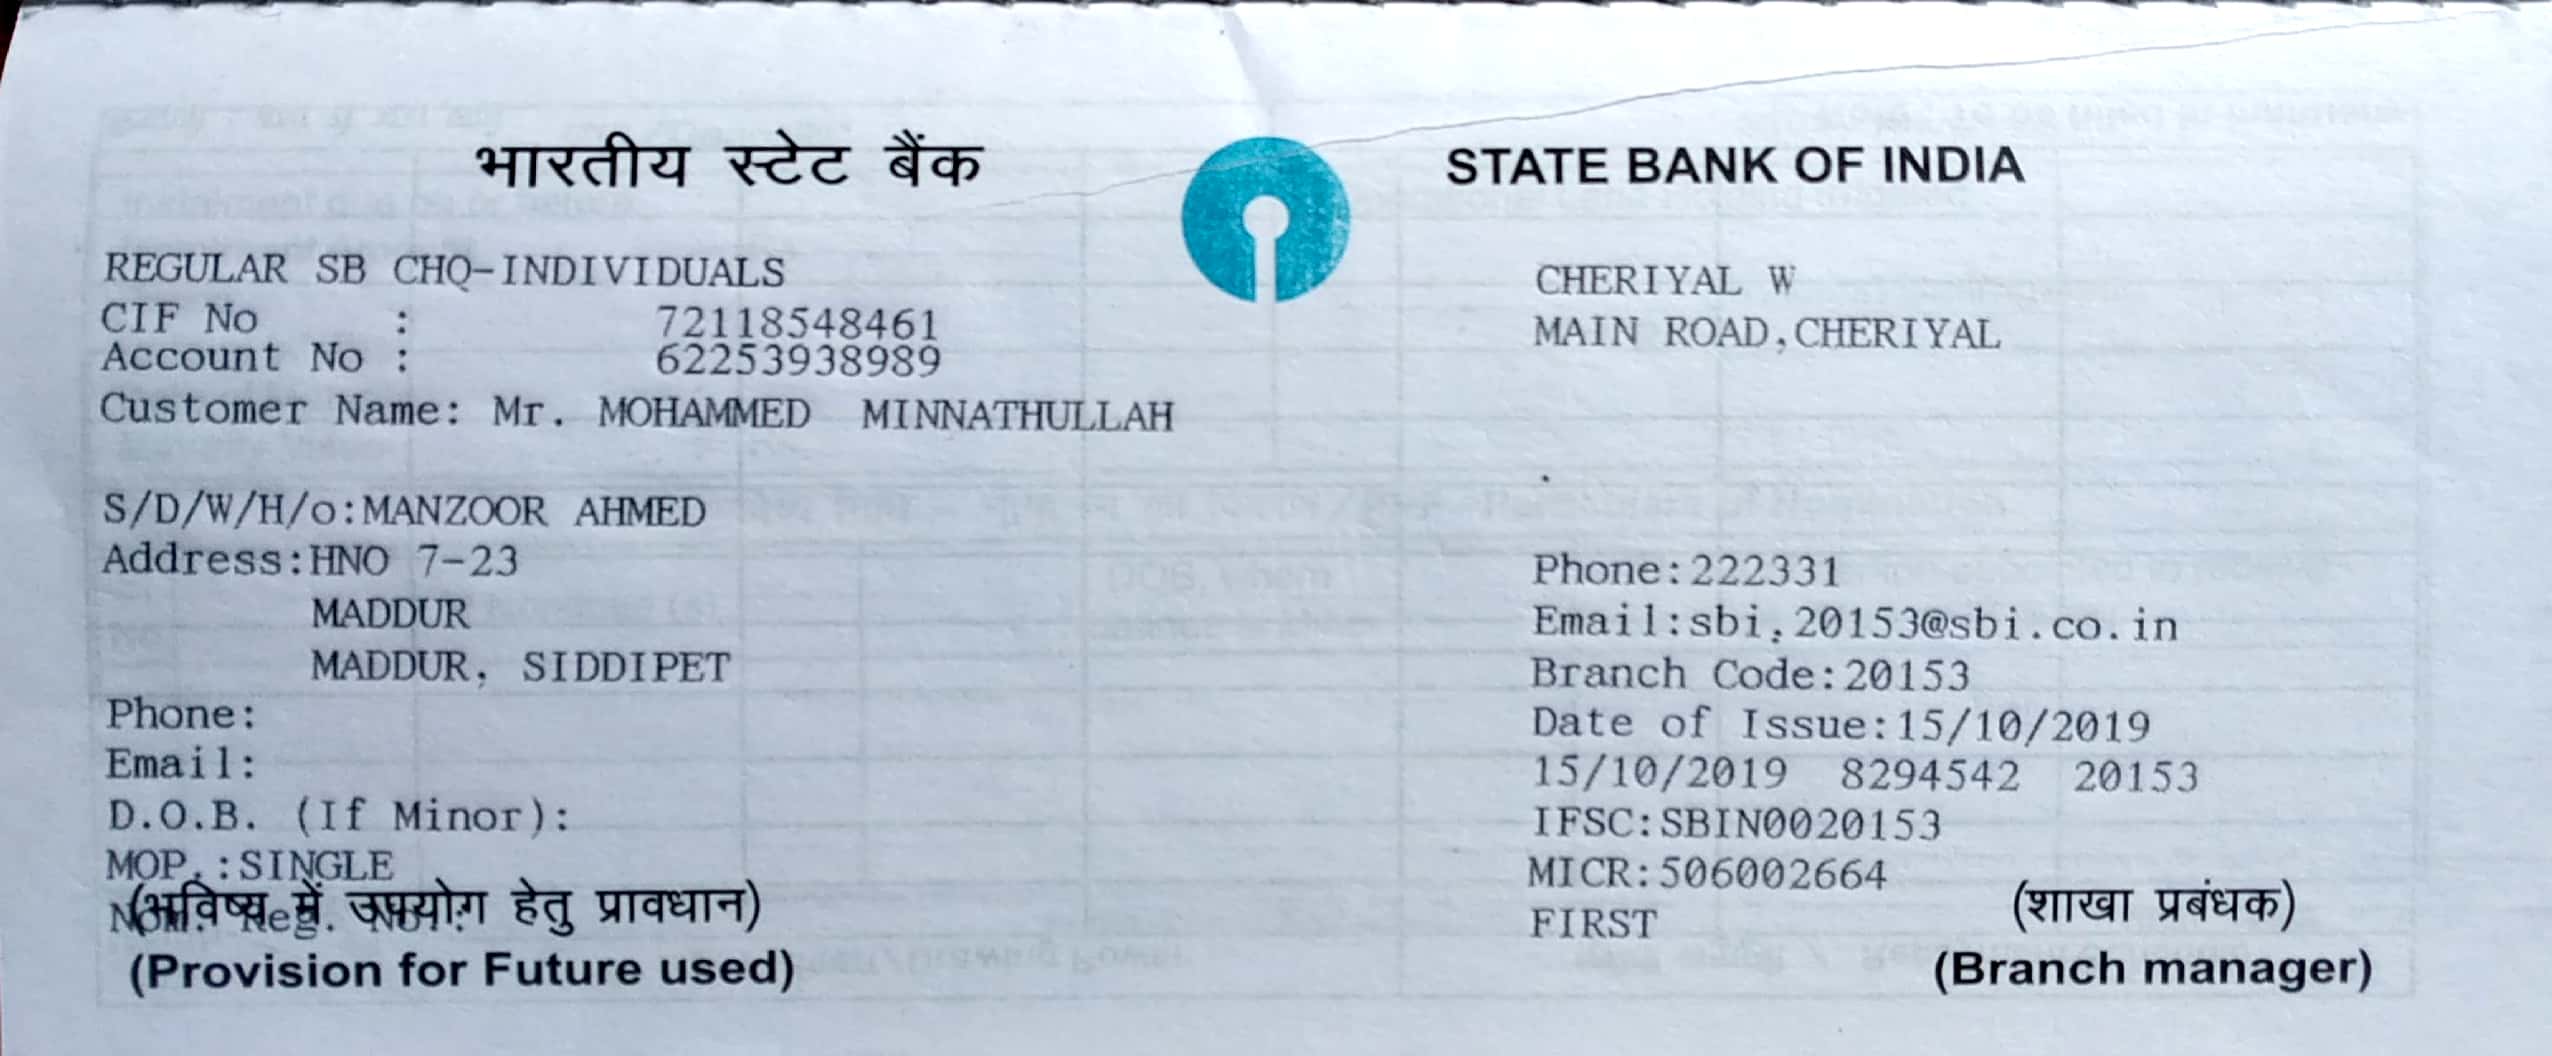 भारतीय स्टेट बैंक
STATE BANK OF INDIA
REGULAR SB CHQ-INDIVIDUALS
CIF No : 72118548461
Account No : 62253938989
Customer Name: Mr. MOHAMMED MINNATHULLAH
S/D/W/H/o:MANZOOR AHMED
Address:HNO 7-23
MADDUR
MADDUR, SIDDIPET
Phone:
Email:
D.O.B. (If Minor):
MOP.:SINGLE
Reg. No.:
(भविष्य में उपयोग हेतु प्रावधान)
(Provision for Future used)
CHERIYAL W
MAIN ROAD,CHERIYAL
Phone:222331
Email:sbi.20153@sbi.co.in
Branch Code:20153
Date of Issue:15/10/2019
15/10/2019 8294542 20153
IFSC:SBIN0020153
MICR:506002664
FIRST
(शाखा प्रबंधक)
(Branch manager)